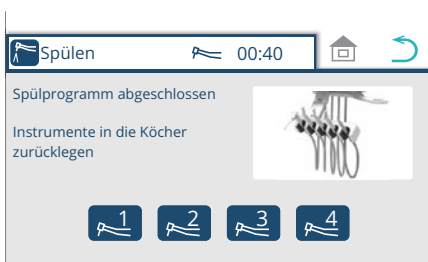 Spülen 00:40
Spülprogramm abgeschlossen
Instrumente in die Köcher
zurücklegen
1 2 3 4